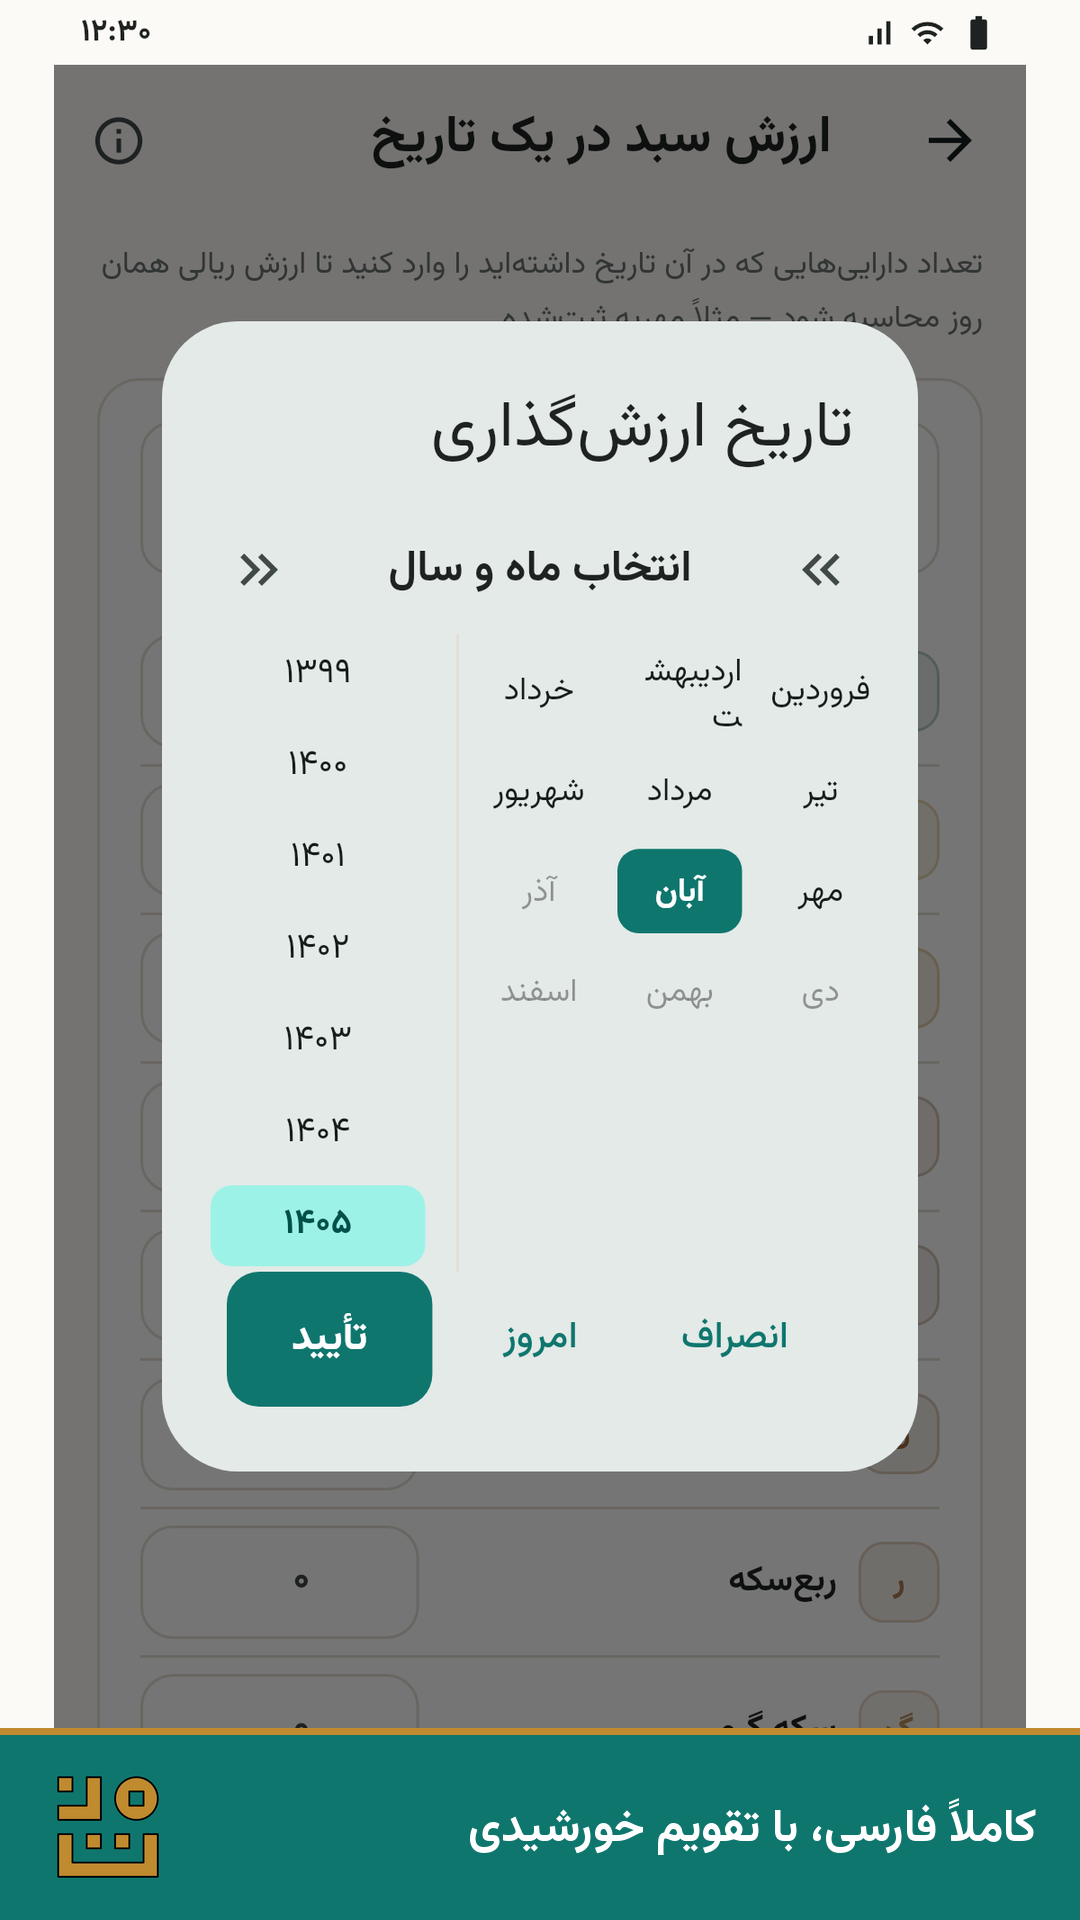 ۱۲:۳۰
ارزش سبد در یک تاریخ
تعداد دارایی‌هایی که در آن تاریخ داشته‌اید را وارد کنید تا ارزش ریالی همان
روز محاسبه شود – مثلاً مهریه ثبت‌شده
تاریخ ارزش‌گذاری
انتخاب ماه و سال
فروردین
اردیبهش
ت
خرداد
تیر
مرداد
شهریور
مهر
آبان
آذر
دی
بهمن
اسفند
۱۳۹۹
۱۴۰۰
۱۴۰۱
۱۴۰۲
۱۴۰۳
۱۴۰۴
۱۴۰۵
انصراف
امروز
تأیید
ر
ربع‌سکه
۰
کاملاً فارسی، با تقویم خورشیدی